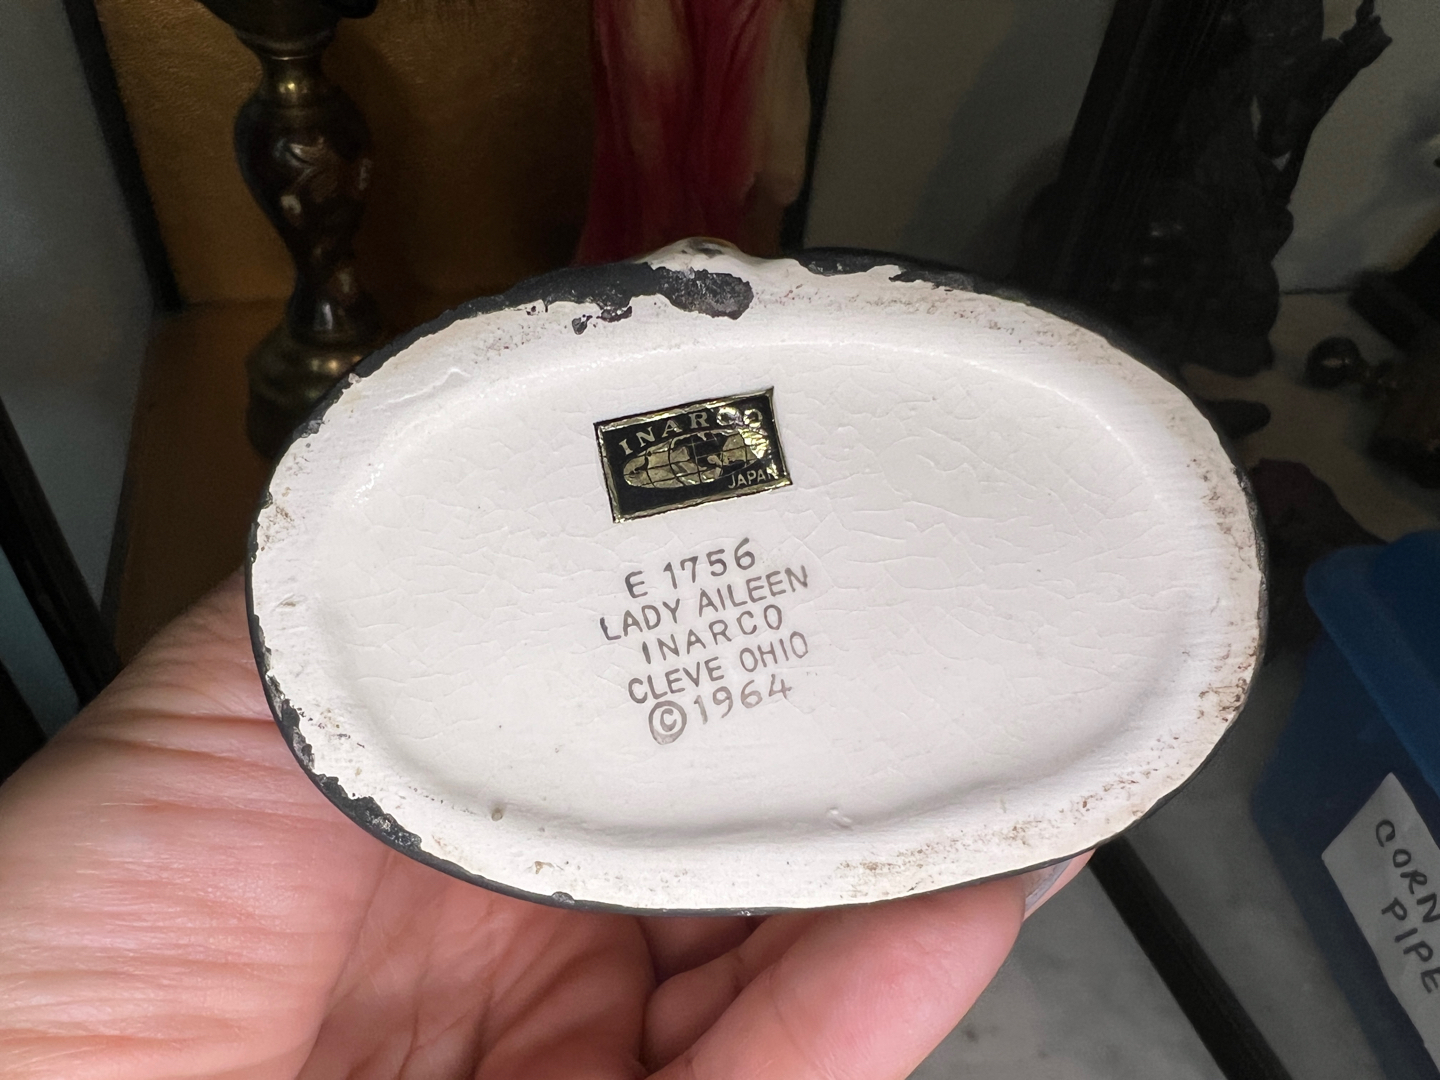 INARCO
JAPAN
E 1756
LADY AILEEN
INARCO
CLEVE OHIO
© 1964
CORN
PIPE